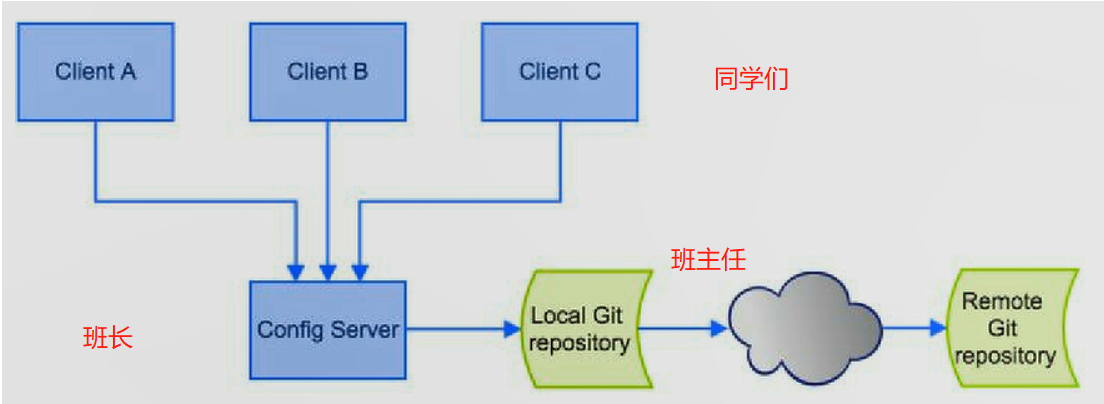 Client A
Client B
Client C
同学们
班主任
班长
Config Server
Local Git
repository
Remote
Git
repository